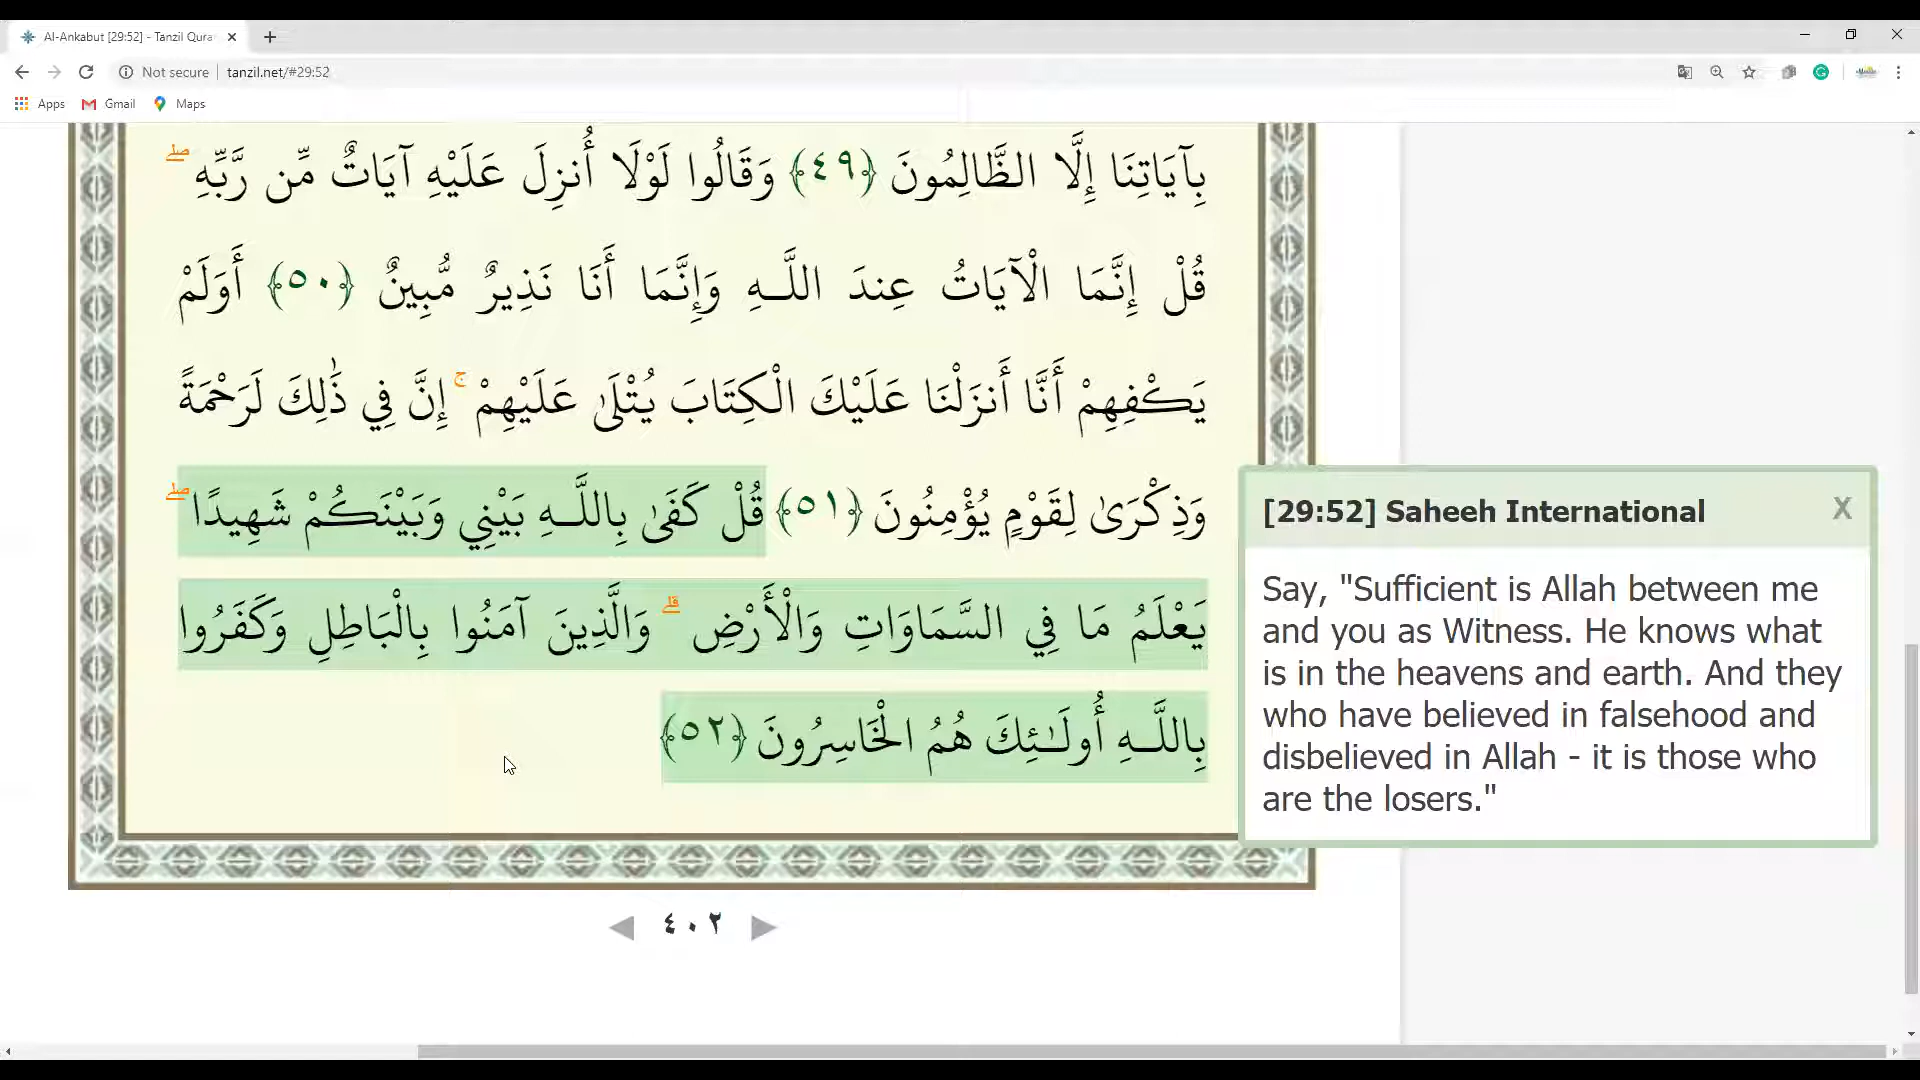 Al-Ankabut [29:52] - Tanzil Qura
Not secure
tanzil.net/#29:52
Apps
Gmail
Maps
بِآيَاتِنَا إِلَّا الظَّالِمُونَ ﴿٤٩﴾ وَقَالُوا لَوْلَا أُنزِلَ عَلَيْهِ آيَاتٌ مِّن رَّبِّهِ ۖ
قُلْ إِنَّمَا الْآيَاتُ عِندَ اللَّـهِ وَإِنَّمَا أَنَا نَذِيرٌ مُّبِينٌ ﴿٥٠﴾ أَوَلَمْ
يَكْفِهِمْ أَنَّا أَنزَلْنَا عَلَيْكَ الْكِتَابَ يُتْلَىٰ عَلَيْهِمْ ۚ إِنَّ فِي ذَٰلِكَ لَرَحْمَةً
وَذِكْرَىٰ لِقَوْمٍ يُؤْمِنُونَ ﴿٥١﴾ قُلْ كَفَىٰ بِاللَّـهِ بَيْنِي وَبَيْنَكُمْ شَهِيدًا ۖ
يَعْلَمُ مَا فِي السَّمَاوَاتِ وَالْأَرْضِ ۗ وَالَّذِينَ آمَنُوا بِالْبَاطِلِ وَكَفَرُوا
بِاللَّـهِ أُولَـٰئِكَ هُمُ الْخَاسِرُونَ ﴿٥٢﴾
٤٠٢
[29:52] Saheeh International
X
Say, "Sufficient is Allah between me
and you as Witness. He knows what
is in the heavens and earth. And they
who have believed in falsehood and
disbelieved in Allah - it is those who
are the losers."